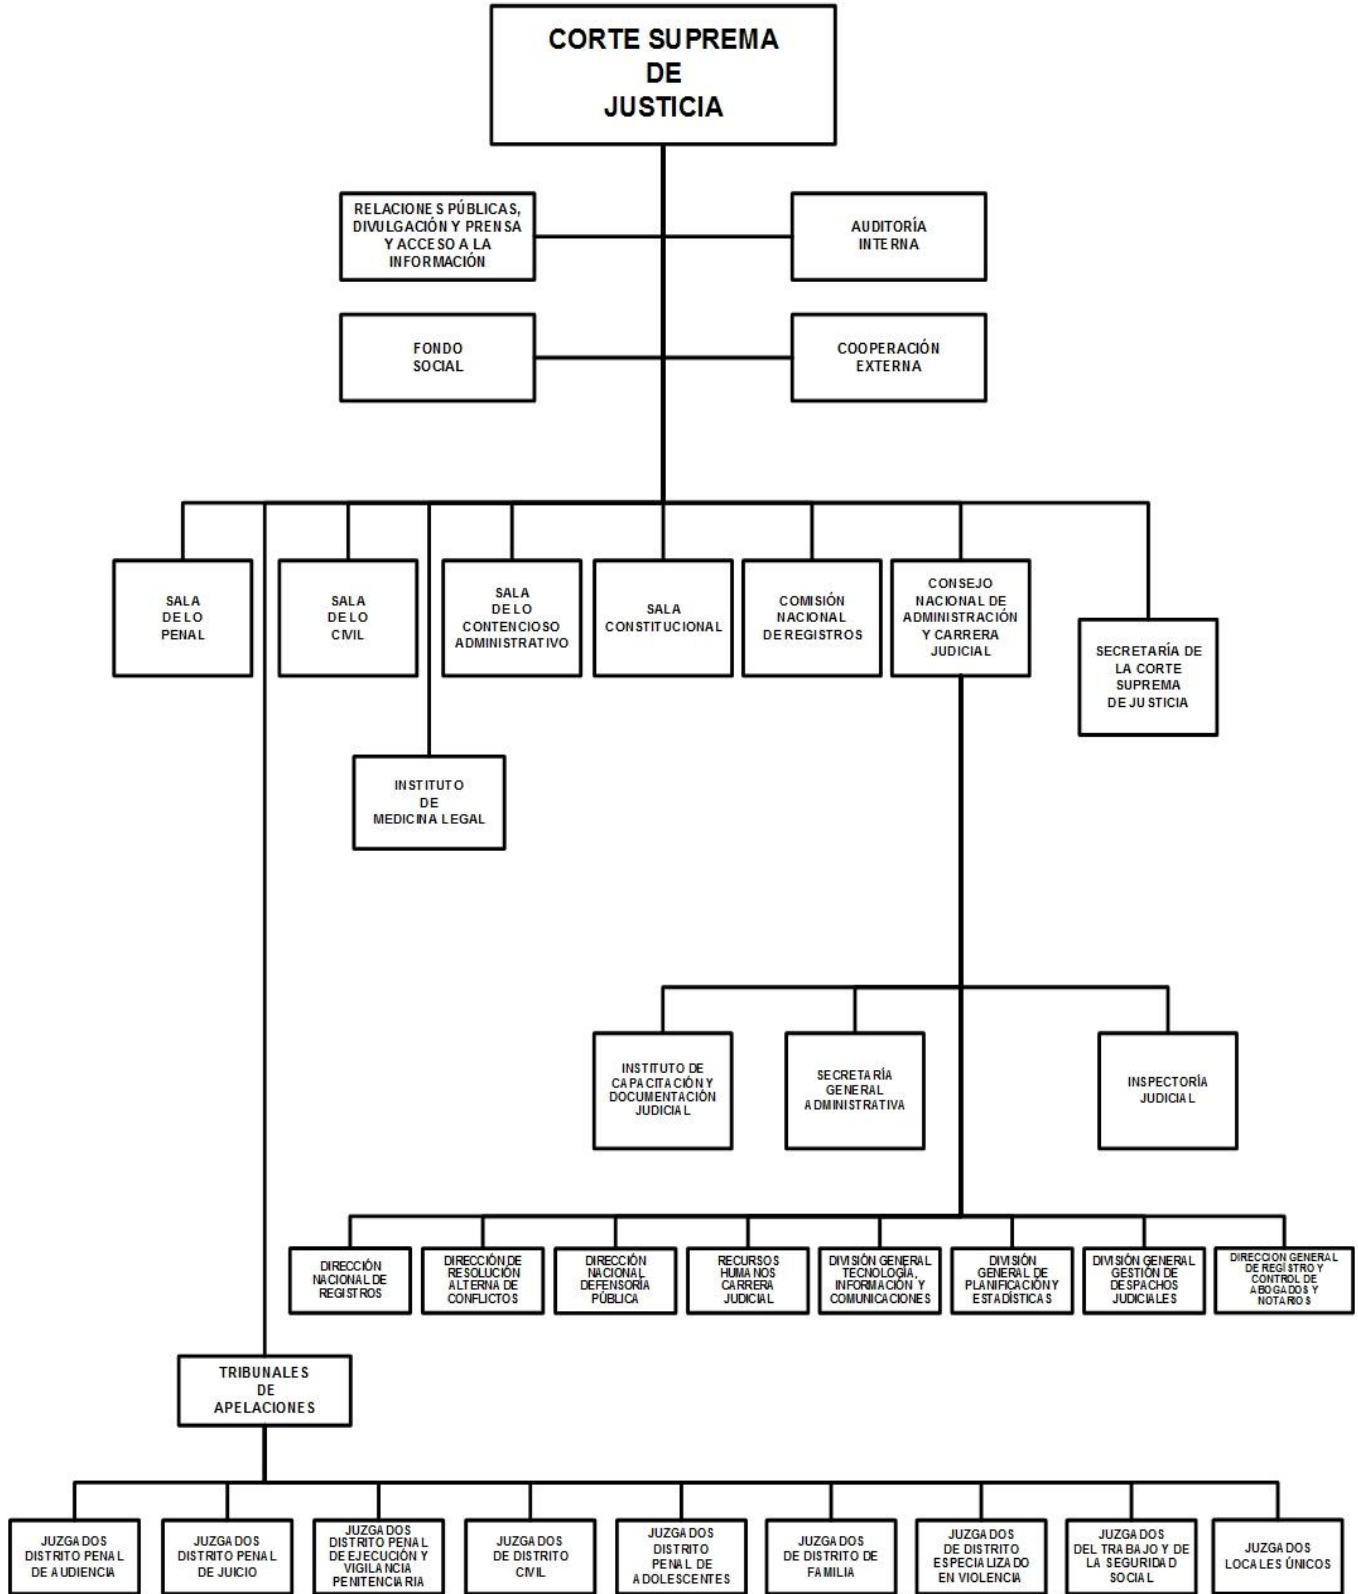 CORTE SUPREMA
DE
JUSTICIA
RELACIONES PÚBLICAS,
DIVULGACIÓN Y PRENSA
Y ACCESO A LA
INFORMACIÓN
AUDITORÍA
INTERNA
FONDO
SOCIAL
COOPERACIÓN
EXTERNA
SALA
DE LO
PENAL
SALA
DE LO
CIVIL
SALA
DE LO
CONTENCIOSO
ADMINISTRATIVO
SALA
CONSTITUCIONAL
COMISIÓN
NACIONAL
DE REGISTROS
CONSEJO
NACIONAL DE
ADMINISTRACIÓN
Y CARRERA
JUDICIAL
SECRETARÍA DE
LA CORTE
SUPREMA
DE JUSTICIA
INSTITUTO
DE
MEDICINA LEGAL
INSTITUTO DE
CAPACITACIÓN Y
DOCUMENTACIÓN
JUDICIAL
SECRETARÍA
GENERAL
ADMINISTRATIVA
INSPECTORÍA
JUDICIAL
DIRECCIÓN
NACIONAL DE
REGISTROS
DIRECCIÓN DE
RESOLUCIÓN
ALTERNA DE
CONFLICTOS
DIRECCIÓN
NACIONAL
DEFENSORÍA
PÚBLICA
RECURSOS
HUMANOS
CARRERA
JUDICIAL
DIVISIÓN GENERAL
TECNOLOGÍA,
INFORMACIÓN Y
COMUNICACIONES
DIVISIÓN
GENERAL DE
PLANIFICACIÓN Y
ESTADÍSTICAS
DIVISIÓN GENERAL
GESTIÓN DE
DESPACHOS
JUDICIALES
DIRECCION GENERAL
DE REGISTRO Y
CONTROL DE
ABOGADOS Y
NOTARIOS
TRIBUNALES
DE
APELACIONES
JUZGADOS
DISTRITO PENAL
DE AUDIENCIA
JUZGADOS
DISTRITO PENAL
DE JUICIO
JUZGADOS
DISTRITO PENAL
DE EJECUCIÓN Y
VIGILANCIA
PENITENCIARIA
JUZGADOS
DE DISTRITO
CIVIL
JUZGADOS
DISTRITO
PENAL DE
ADOLESCENTES
JUZGADOS
DE DISTRITO DE
FAMILIA
JUZGADOS
DE DISTRITO
ESPECIALIZADO
EN VIOLENCIA
JUZGADOS
DEL TRABAJO Y DE
LA SEGURIDAD
SOCIAL
JUZGADOS
LOCALES ÚNICOS